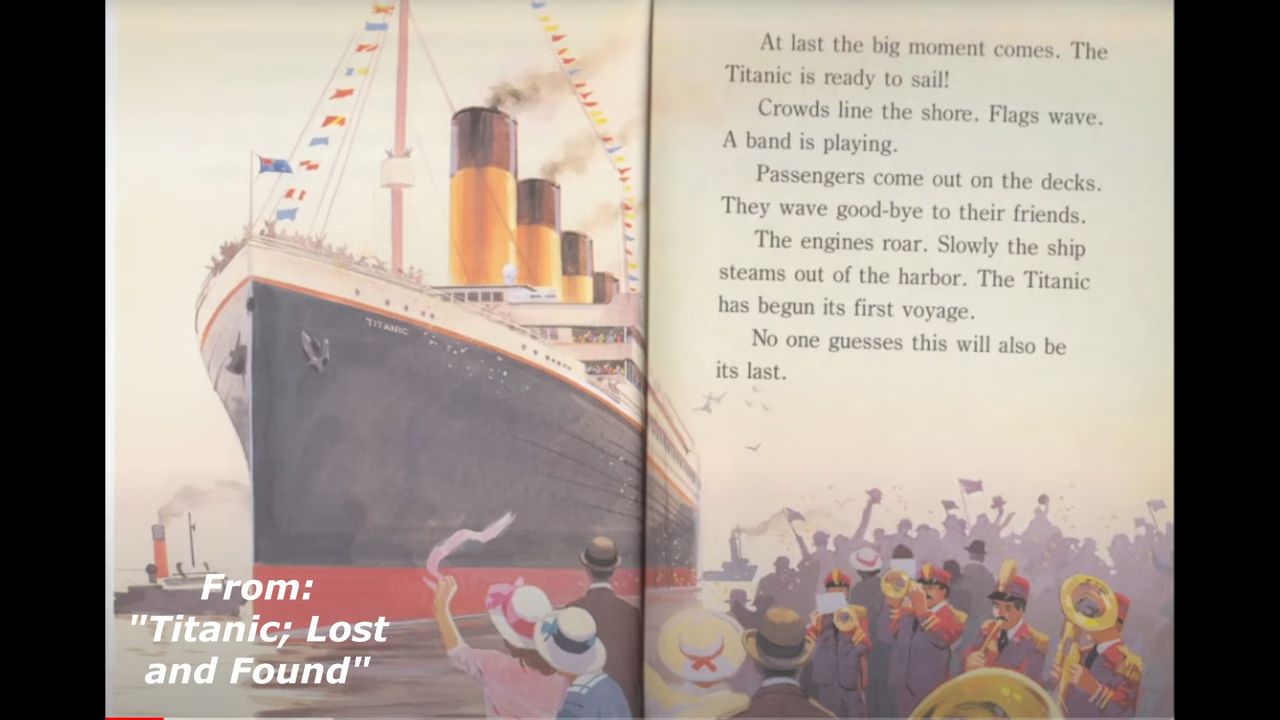 TITANIC
From:
"Titanic; Lost
and Found"
At last the big moment comes. The
Titanic is ready to sail!
Crowds line the shore. Flags wave.
A band is playing.
Passengers come out on the decks.
They wave good-bye to their friends.
The engines roar. Slowly the ship
steams out of the harbor. The Titanic
has begun its first voyage.
No one guesses this will also be
its last.